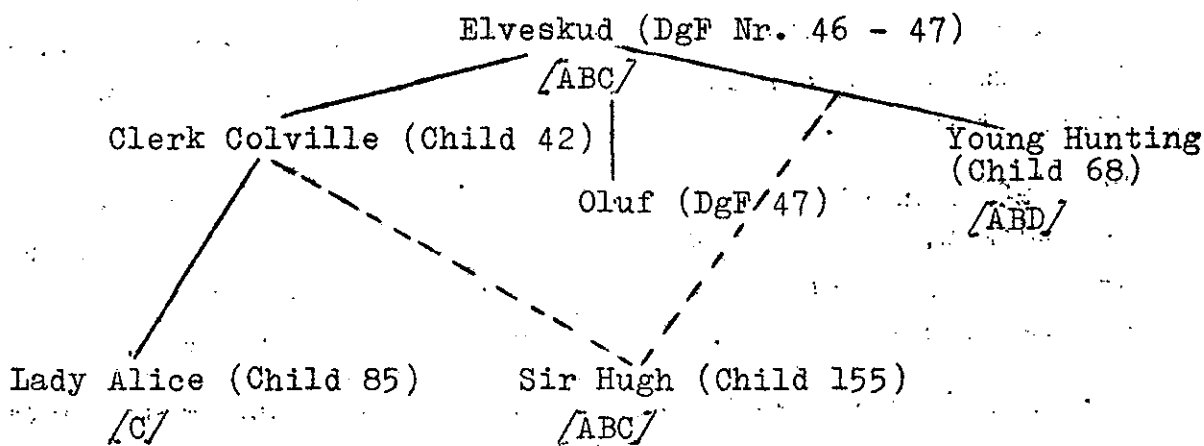 Elveskud (DgF Nr. 46 - 47)
[ABC]
Clerk Colville (Child 42)
Young Hunting
(Child 68)
[ABD]
Oluf (DgF 47)
Lady Alice (Child 85)
[C]
Sir Hugh (Child 155)
[ABC]